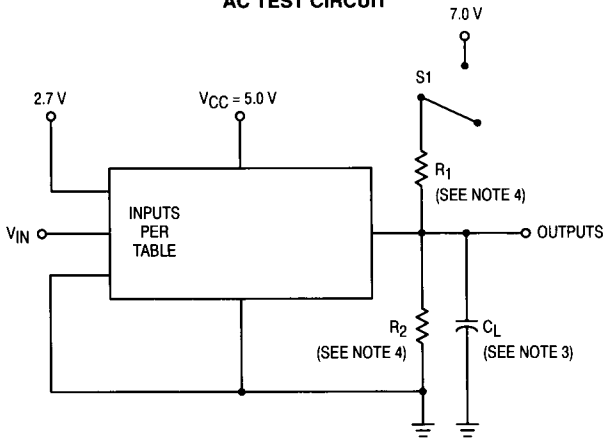 AC TEST CIRCUIT
7.0 V
S1
2.7 V
VCC = 5.0 V
R1
(SEE NOTE 4)
INPUTS
PER
TABLE
VIN
OUTPUTS
R2
(SEE NOTE 4)
CL
(SEE NOTE 3)